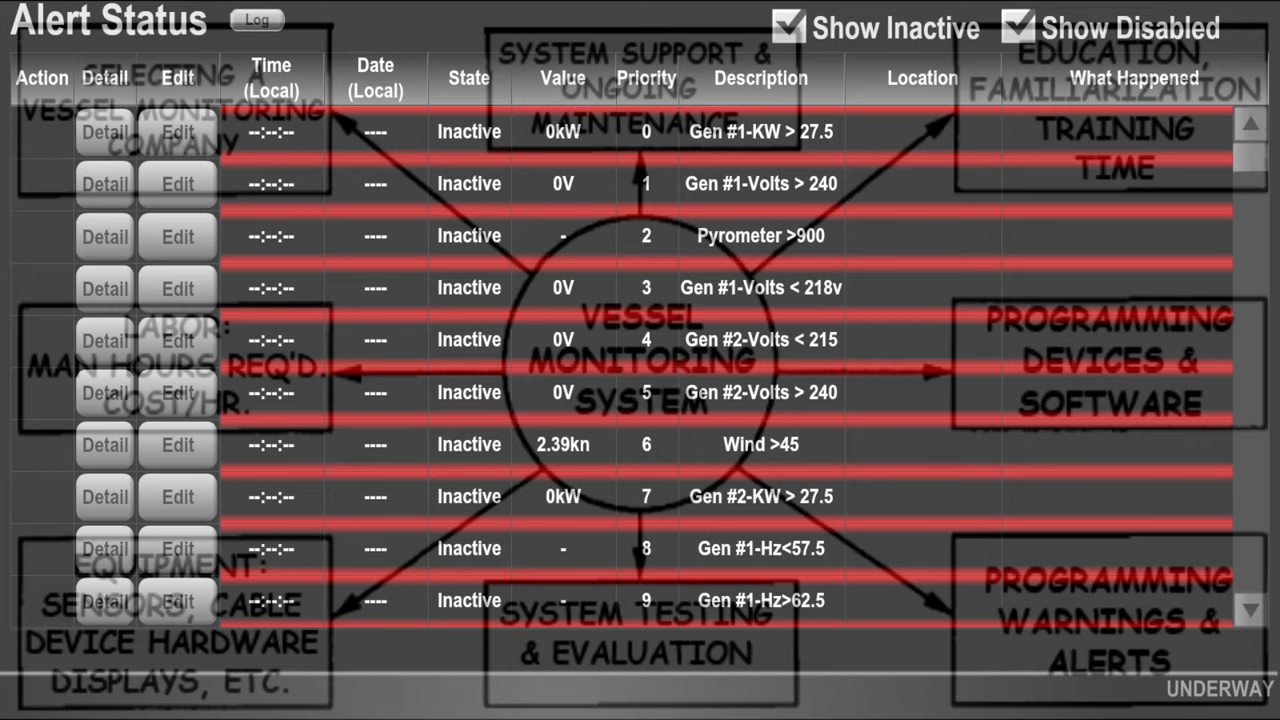 Alert Status Log Show Inactive Show Disabled
Action Detail Edit Time (Local) Date (Local) State Value Priority Description Location What Happened
Detail Edit --:--:-- ---- Inactive 0kW 0 Gen #1-KW > 27.5
Detail Edit --:--:-- ---- Inactive 0V 1 Gen #1-Volts > 240
Detail Edit --:--:-- ---- Inactive - 2 Pyrometer >900
Detail Edit --:--:-- ---- Inactive 0V 3 Gen #1-Volts < 218v
Detail Edit --:--:-- ---- Inactive 0V 4 Gen #2-Volts < 215
Detail Edit --:--:-- ---- Inactive 0V 5 Gen #2-Volts > 240
Detail Edit --:--:-- ---- Inactive 2.39kn 6 Wind >45
Detail Edit --:--:-- ---- Inactive 0kW 7 Gen #2-KW > 27.5
Detail Edit --:--:-- ---- Inactive - 8 Gen #1-Hz<57.5
Detail Edit --:--:-- ---- Inactive - 9 Gen #1-Hz>62.5
UNDERWAY
SELECTING A
VESSEL MONITORING
COMPANY
SYSTEM SUPPORT &
ONGOING
MAINTENANCE
EDUCATION,
FAMILIARIZATION
TRAINING
TIME
LABOR:
MAN HOURS REQ'D.
COST/HR.
VESSEL
MONITORING
SYSTEM
PROGRAMMING
DEVICES &
SOFTWARE
EQUIPMENT:
SENSORS, CABLE
DEVICE HARDWARE
DISPLAYS, ETC.
SYSTEM TESTING
& EVALUATION
PROGRAMMING
WARNINGS &
ALERTS